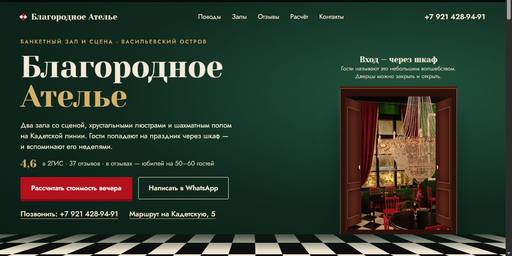 Благородное Ателье
Поводы Залы Отзывы Расчёт Контакты
+7 921 428-94-91
БАНКЕТНЫЙ ЗАЛ И СЦЕНА · ВАСИЛЬЕВСКИЙ ОСТРОВ
Благородное
Ателье
Два зала со сценой, хрустальными люстрами и шахматным полом
на Кадетской линии. Гости попадают на праздник через шкаф —
и вспоминают его неделями.
4,6 в 2ГИС · 37 отзывов · в отзывах — юбилей на 50–60 гостей
Рассчитать стоимость вечера
Написать в WhatsApp
Позвонить: +7 921 428-94-91
Маршрут на Кадетскую, 5
Вход — через шкаф
Гости называют это небольшим волшебством.
Дверцы можно закрыть и открыть.